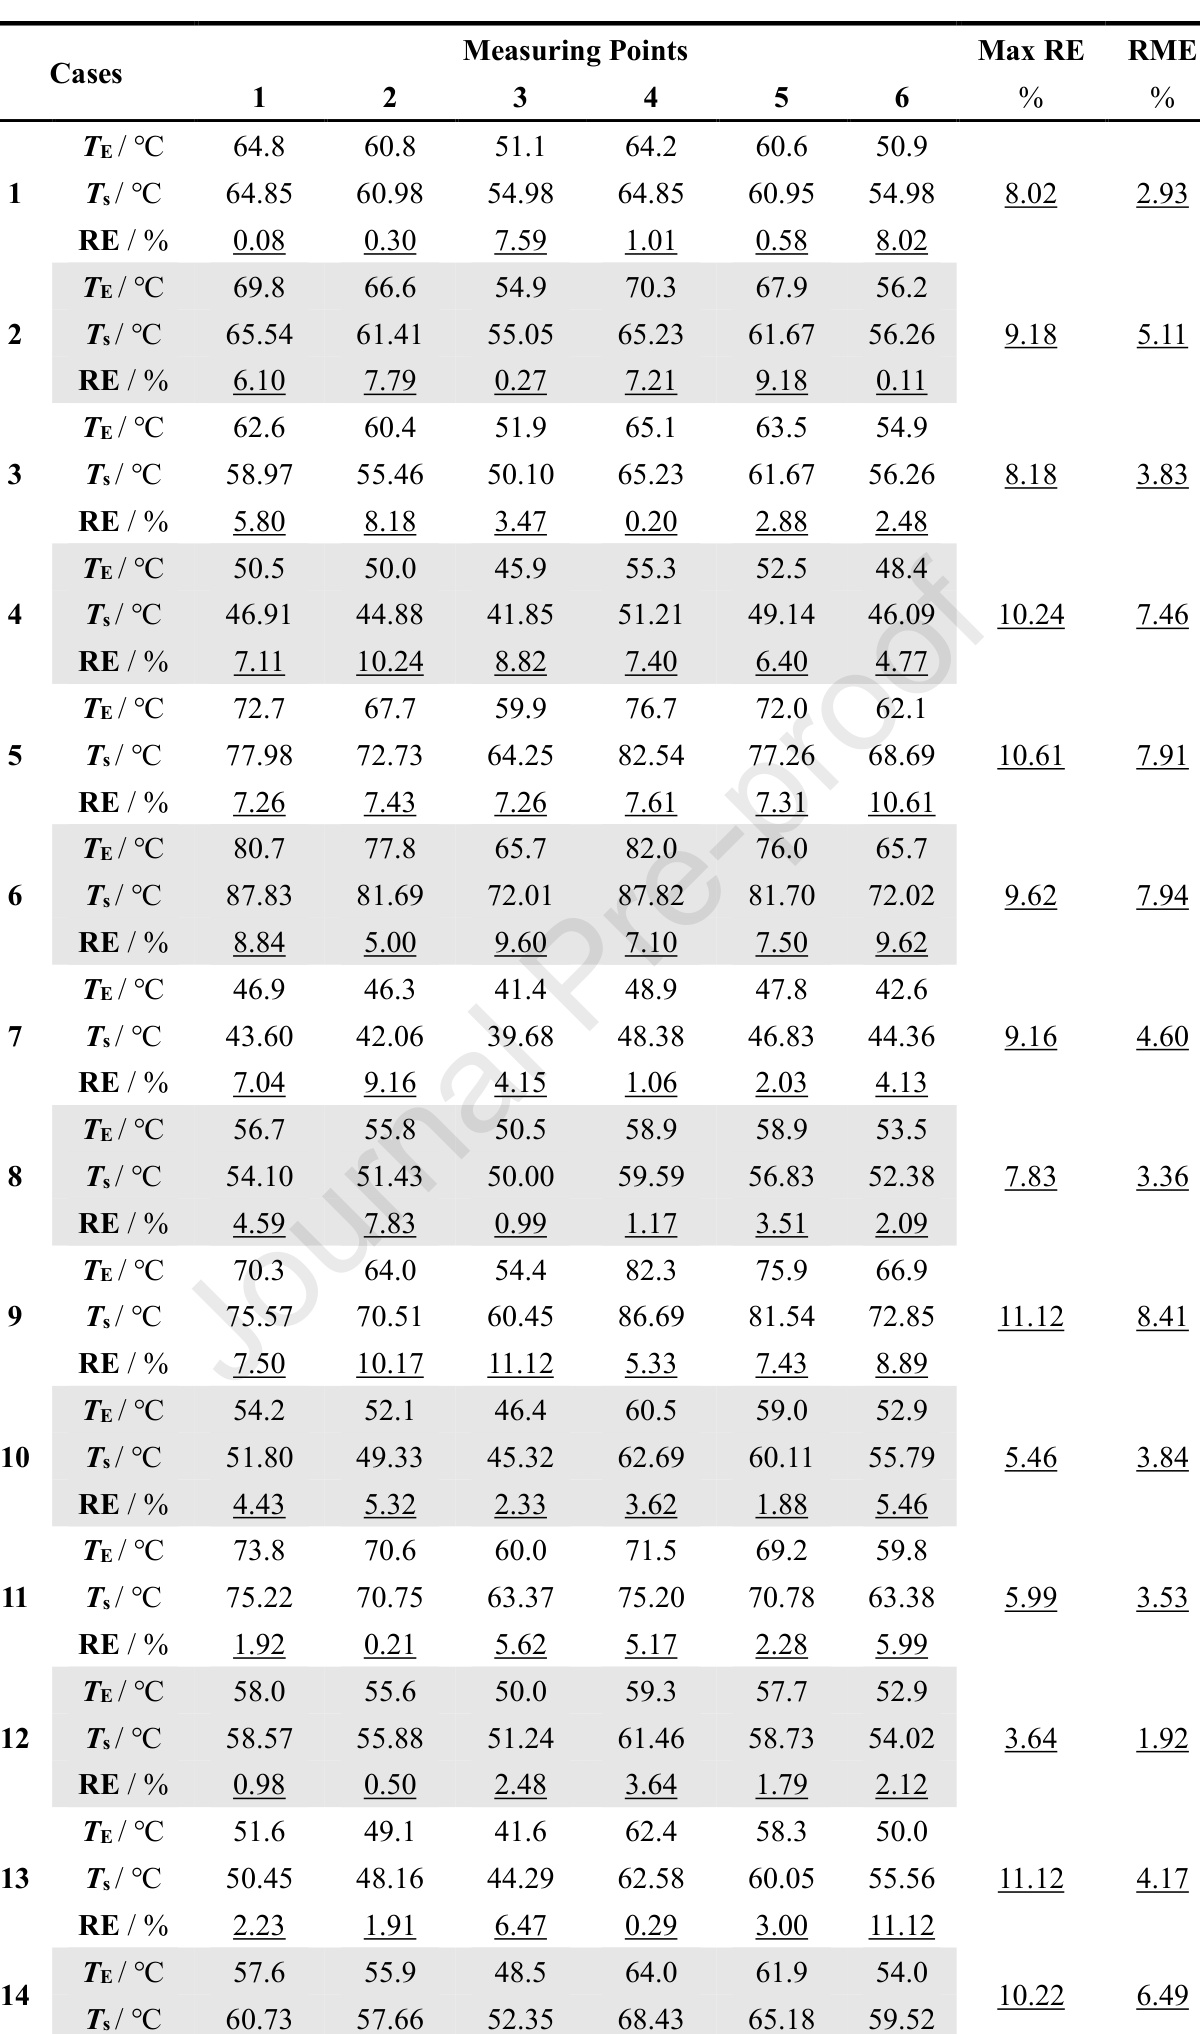 Cases Measuring Points Max RE RME
1 2 3 4 5 6 % %
TE / °C 64.8 60.8 51.1 64.2 60.6 50.9
1 Ts / °C 64.85 60.98 54.98 64.85 60.95 54.98 8.02 2.93
RE / % 0.08 0.30 7.59 1.01 0.58 8.02
TE / °C 69.8 66.6 54.9 70.3 67.9 56.2
2 Ts / °C 65.54 61.41 55.05 65.23 61.67 56.26 9.18 5.11
RE / % 6.10 7.79 0.27 7.21 9.18 0.11
TE / °C 62.6 60.4 51.9 65.1 63.5 54.9
3 Ts / °C 58.97 55.46 50.10 65.23 61.67 56.26 8.18 3.83
RE / % 5.80 8.18 3.47 0.20 2.88 2.48
TE / °C 50.5 50.0 45.9 55.3 52.5 48.4
4 Ts / °C 46.91 44.88 41.85 51.21 49.14 46.09 10.24 7.46
RE / % 7.11 10.24 8.82 7.40 6.40 4.77
TE / °C 72.7 67.7 59.9 76.7 72.0 62.1
5 Ts / °C 77.98 72.73 64.25 82.54 77.26 68.69 10.61 7.91
RE / % 7.26 7.43 7.26 7.61 7.31 10.61
TE / °C 80.7 77.8 65.7 82.0 76.0 65.7
6 Ts / °C 87.83 81.69 72.01 87.82 81.70 72.02 9.62 7.94
RE / % 8.84 5.00 9.60 7.10 7.50 9.62
TE / °C 46.9 46.3 41.4 48.9 47.8 42.6
7 Ts / °C 43.60 42.06 39.68 48.38 46.83 44.36 9.16 4.60
RE / % 7.04 9.16 4.15 1.06 2.03 4.13
TE / °C 56.7 55.8 50.5 58.9 58.9 53.5
8 Ts / °C 54.10 51.43 50.00 59.59 56.83 52.38 7.83 3.36
RE / % 4.59 7.83 0.99 1.17 3.51 2.09
TE / °C 70.3 64.0 54.4 82.3 75.9 66.9
9 Ts / °C 75.57 70.51 60.45 86.69 81.54 72.85 11.12 8.41
RE / % 7.50 10.17 11.12 5.33 7.43 8.89
TE / °C 54.2 52.1 46.4 60.5 59.0 52.9
10 Ts / °C 51.80 49.33 45.32 62.69 60.11 55.79 5.46 3.84
RE / % 4.43 5.32 2.33 3.62 1.88 5.46
TE / °C 73.8 70.6 60.0 71.5 69.2 59.8
11 Ts / °C 75.22 70.75 63.37 75.20 70.78 63.38 5.99 3.53
RE / % 1.92 0.21 5.62 5.17 2.28 5.99
TE / °C 58.0 55.6 50.0 59.3 57.7 52.9
12 Ts / °C 58.57 55.88 51.24 61.46 58.73 54.02 3.64 1.92
RE / % 0.98 0.50 2.48 3.64 1.79 2.12
TE / °C 51.6 49.1 41.6 62.4 58.3 50.0
13 Ts / °C 50.45 48.16 44.29 62.58 60.05 55.56 11.12 4.17
RE / % 2.23 1.91 6.47 0.29 3.00 11.12
TE / °C 57.6 55.9 48.5 64.0 61.9 54.0
14 Ts / °C 60.73 57.66 52.35 68.43 65.18 59.52 10.22 6.49
Journal Pre-proof